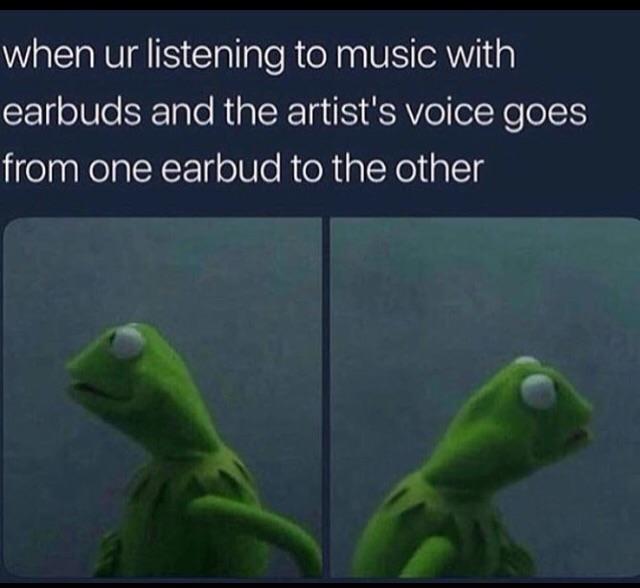 when ur listening to music with
earbuds and the artist's voice goes
from one earbud to the other